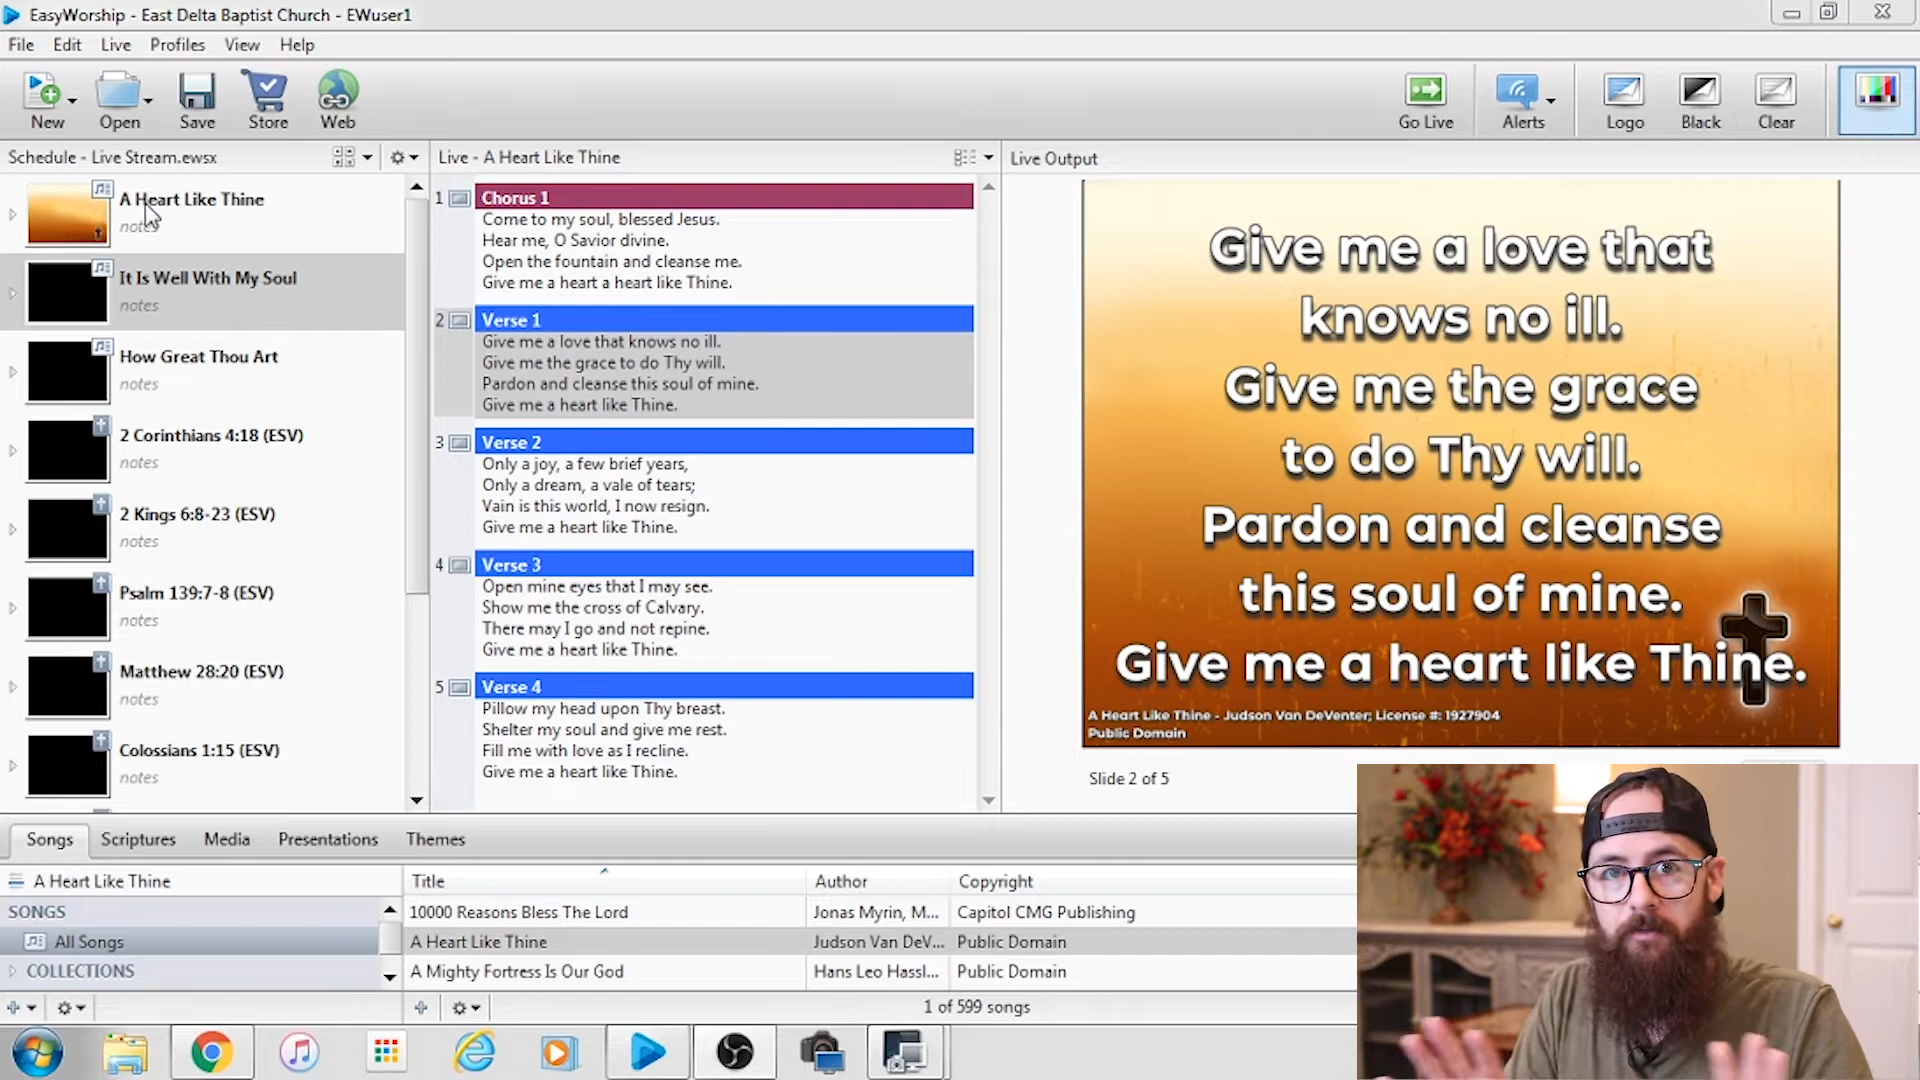 EasyWorship - East Delta Baptist Church - EWuser1
File Edit Live Profiles View Help
New Open Save Store Web Go Live Alerts Logo Black Clear
Schedule - Live Stream.ewsx
A Heart Like Thine
notes
It Is Well With My Soul
notes
How Great Thou Art
notes
2 Corinthians 4:18 (ESV)
notes
2 Kings 6:8-23 (ESV)
notes
Psalm 139:7-8 (ESV)
notes
Matthew 28:20 (ESV)
notes
Colossians 1:15 (ESV)
notes
Live - A Heart Like Thine
1 Chorus 1
Come to my soul, blessed Jesus.
Hear me, O Savior divine.
Open the fountain and cleanse me.
Give me a heart a heart like Thine.
2 Verse 1
Give me a love that knows no ill.
Give me the grace to do Thy will.
Pardon and cleanse this soul of mine.
Give me a heart like Thine.
3 Verse 2
Only a joy, a few brief years,
Only a dream, a vale of tears;
Vain is this world, I now resign.
Give me a heart like Thine.
4 Verse 3
Open mine eyes that I may see.
Show me the cross of Calvary.
There may I go and not repine.
Give me a heart like Thine.
5 Verse 4
Pillow my head upon Thy breast.
Shelter my soul and give me rest.
Fill me with love as I recline.
Give me a heart like Thine.
Live Output
Give me a love that
knows no ill.
Give me the grace
to do Thy will.
Pardon and cleanse
this soul of mine.
Give me a heart like Thine.
A Heart Like Thine - Judson Van DeVenter; License #: 1927904
Public Domain
Slide 2 of 5
Songs Scriptures Media Presentations Themes
A Heart Like Thine
SONGS
All Songs
COLLECTIONS
Title Author Copyright
10000 Reasons Bless The Lord Jonas Myrin, M... Capitol CMG Publishing
A Heart Like Thine Judson Van DeV... Public Domain
A Mighty Fortress Is Our God Hans Leo Hassl... Public Domain
1 of 599 songs